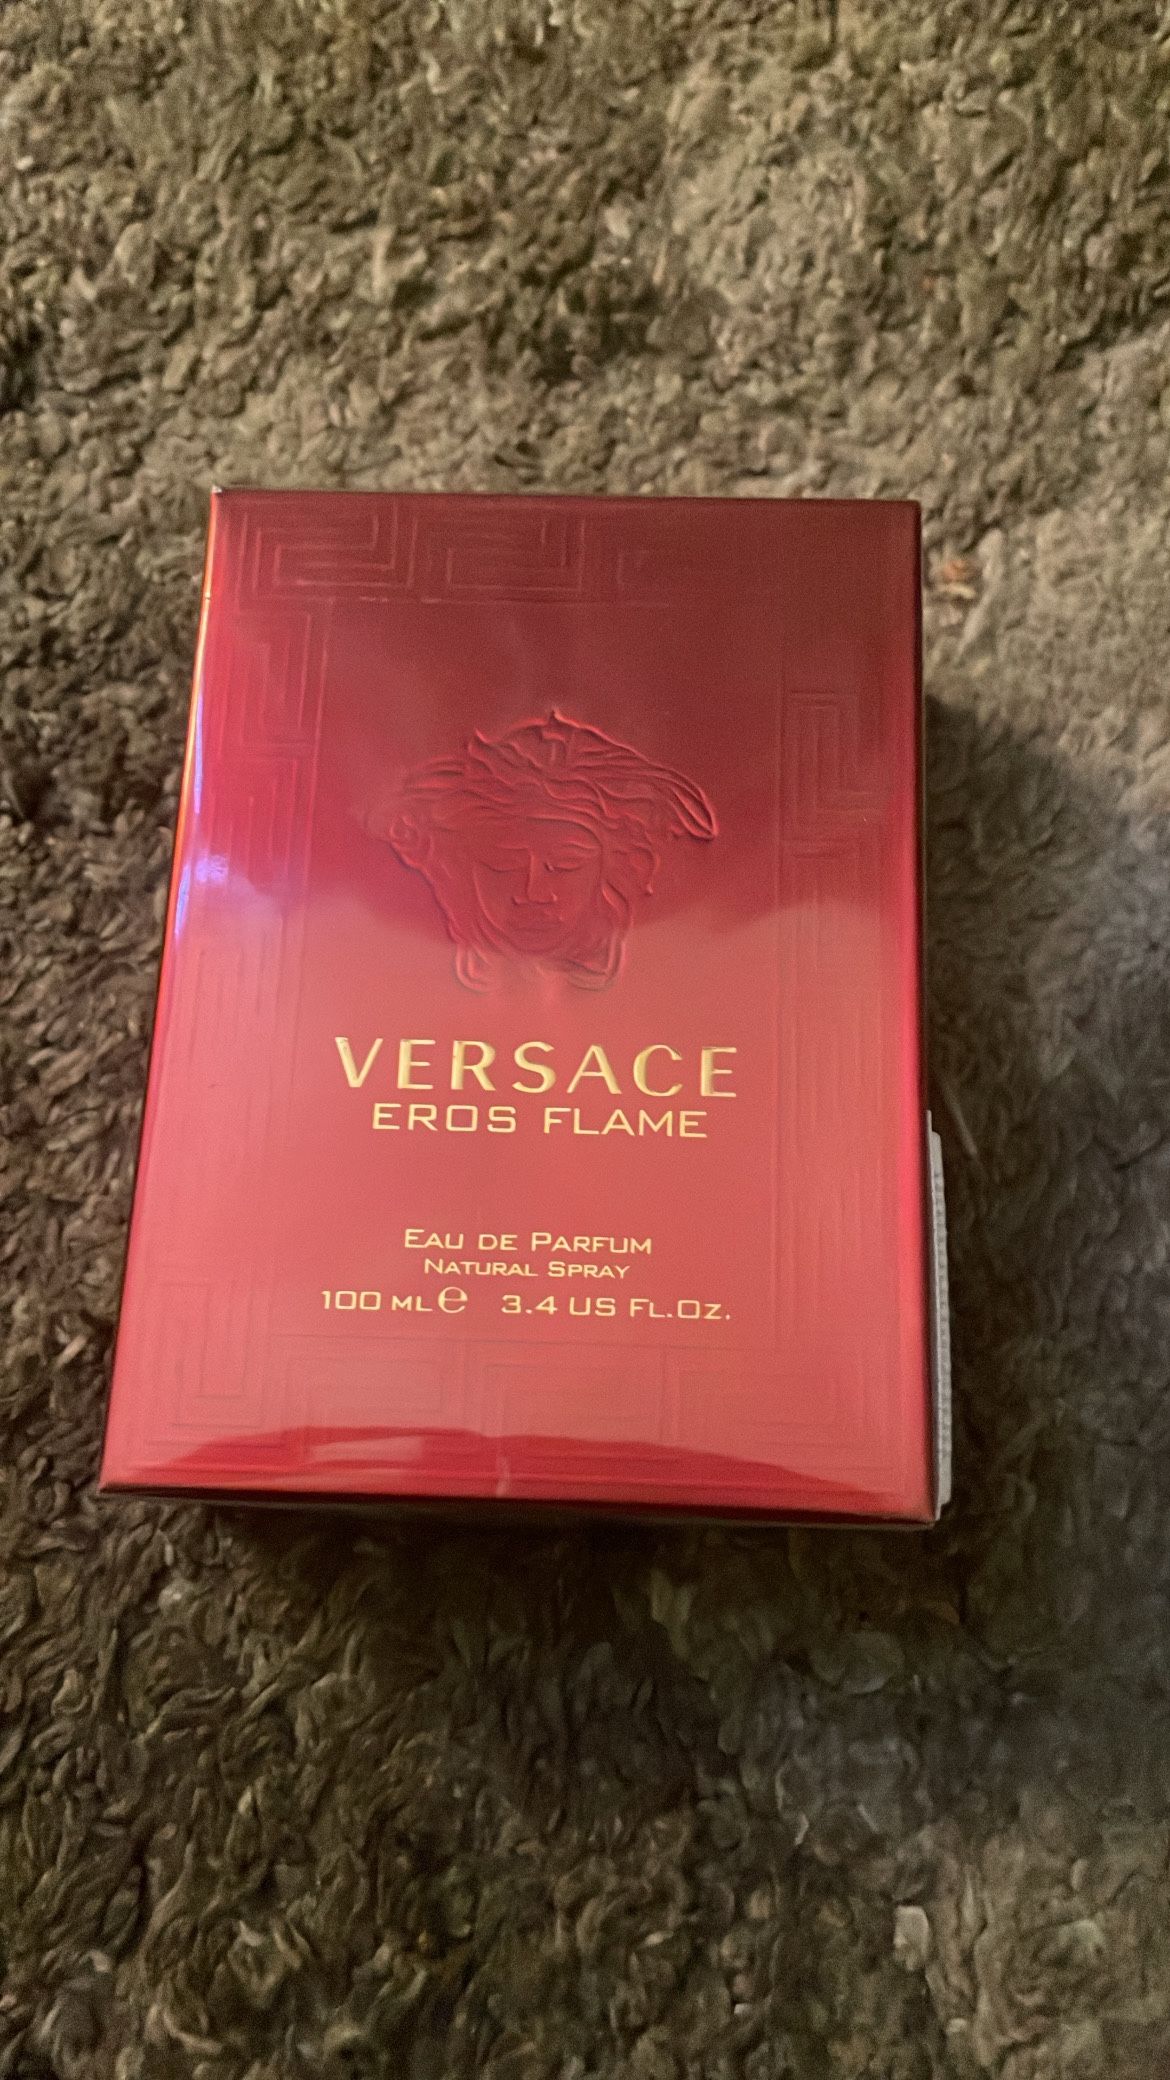 VERSACE
EROS FLAME
EAU DE PARFUM
NATURAL SPRAY
100 ML ℮ 3.4 US FL.OZ.